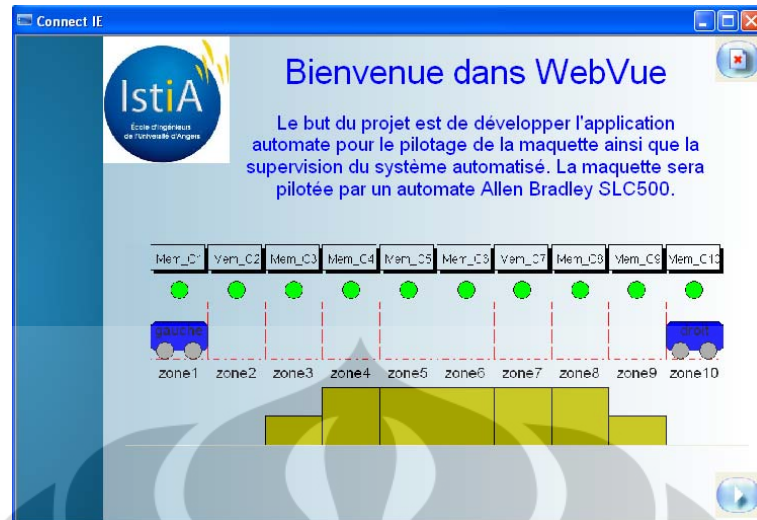 Connect IE
IstiA
École d'Ingénieurs
de l'Université d'Angers
Bienvenue dans WebVue
Le but du projet est de développer l'application
automate pour le pilotage de la maquette ainsi que la
supervision du système automatisé. La maquette sera
pilotée par un automate Allen Bradley SLC500.
Mem_C1 Mem_C2 Mem_C3 Mem_C4 Mem_C5 Mem_C6 Mem_C7 Mem_C8 Mem_C9 Mem_C10
gauche droit
zone1 zone2 zone3 zone4 zone5 zone6 zone7 zone8 zone9 zone10